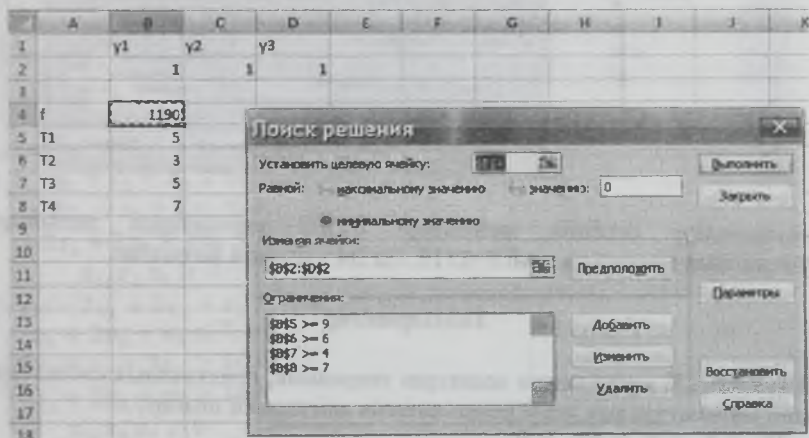 A B C D E F G H I J K
1 y1 y2 y3
2 1 1 1
3
4 f 1190
5 T1 5
6 T2 3
7 T3 5
8 T4 7
9
10
11
12
13
14
15
16
17
18
Поиск решения
Установить целевую ячейку:
Выполнить
Равной: максимальному значению значению: 0
Закрыть
минимальному значению
Изменяя ячейки:
$B$2:$D$2
Предположить
Ограничения:
Параметры
$B$5 >= 9
$B$6 >= 6
$B$7 >= 4
$B$8 >= 7
Добавить
Изменить
Удалить
Восстановить
Справка